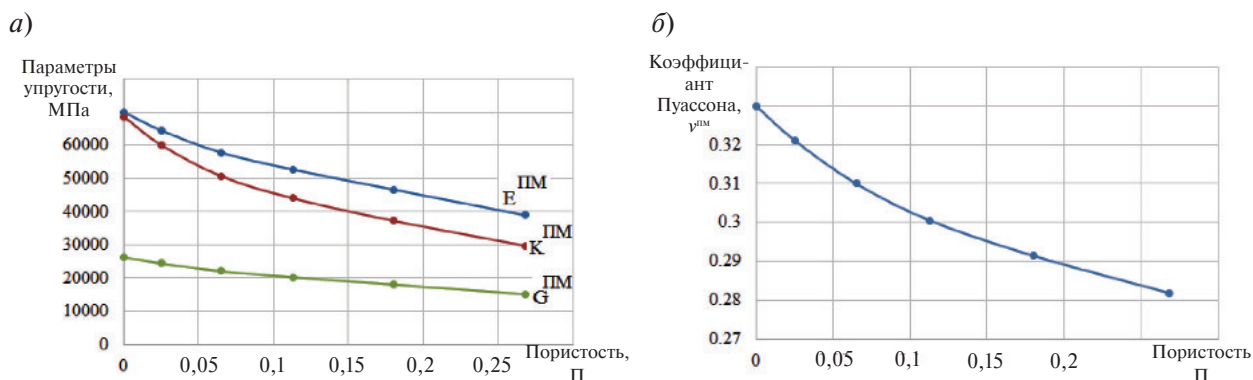 а)
Параметры
упругости,
МПа
60000
50000
40000
30000
20000
10000
0
0
0,05
0,1
0,15
0,2
0,25
Пористость,
П
E ПМ
K ПМ
G ПМ
б)
Коэффици-
ант
Пуассона,
νпм
0.32
0.31
0.3
0.29
0.28
0.27
0
0,05
0,1
0,15
0,2
Пористость
П